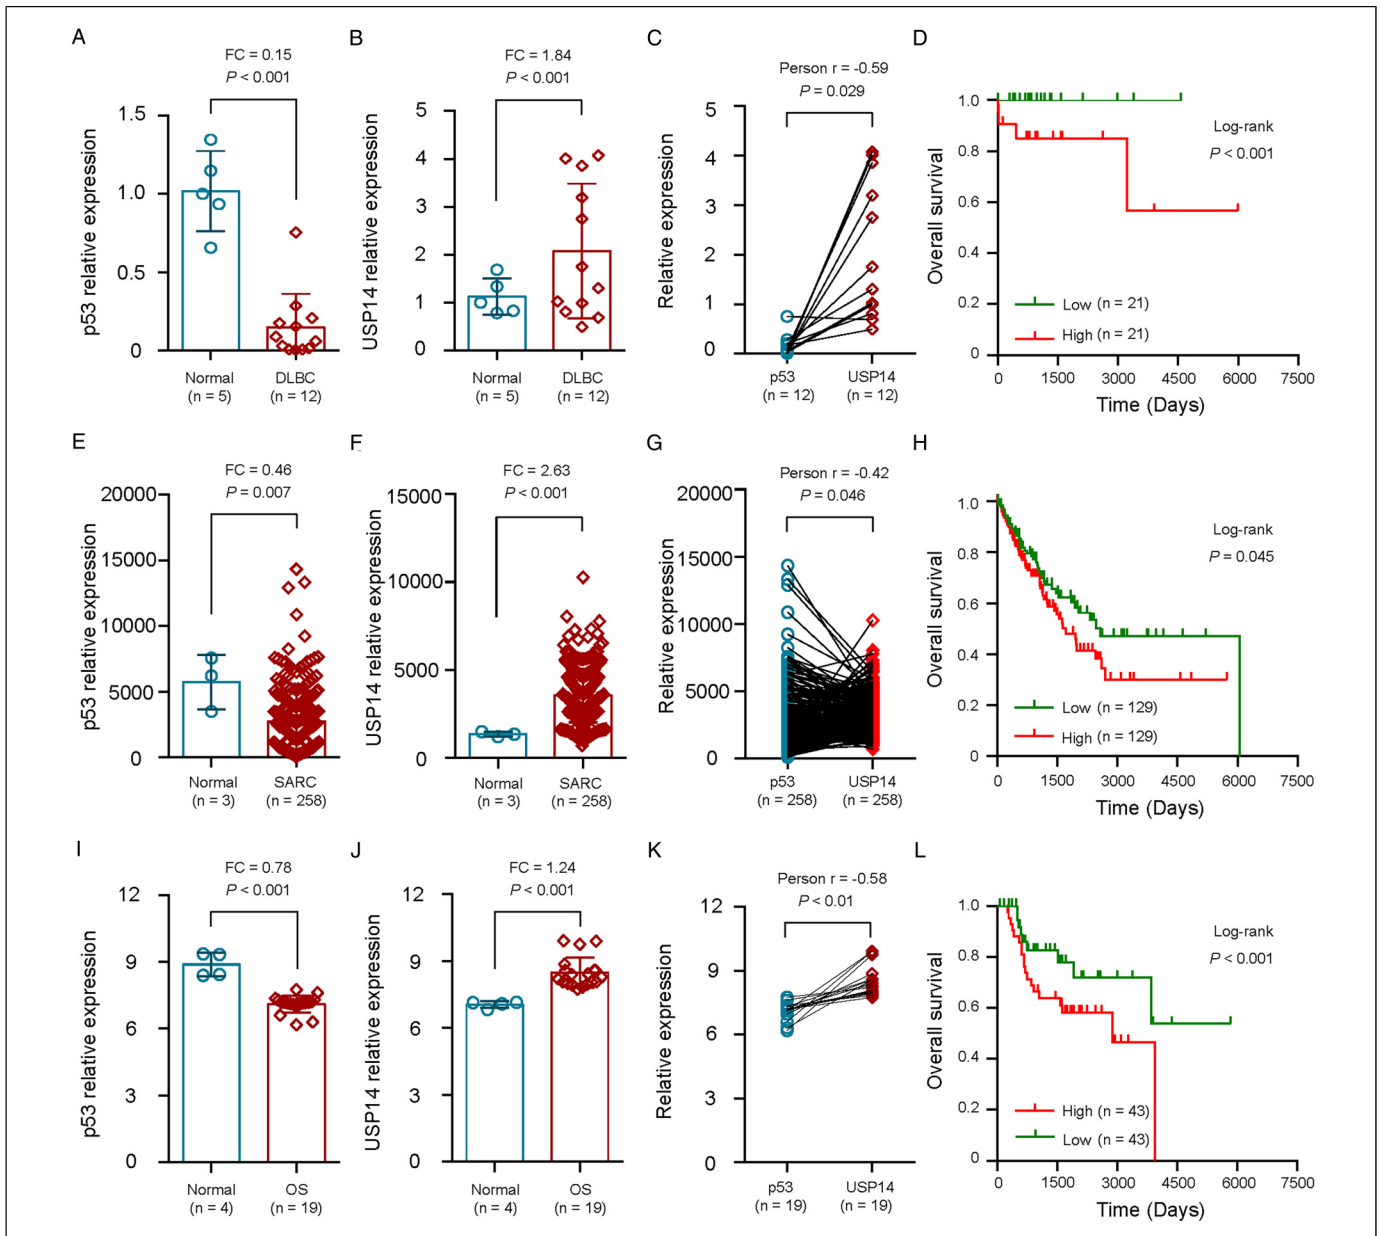 A
FC = 0.15
P < 0.001
p53 relative expression
1.5
1.0
0.5
0
Normal
(n = 5)
DLBC
(n = 12)
B
FC = 1.84
P < 0.001
USP14 relative expression
5
4
3
2
1
0
Normal
(n = 5)
DLBC
(n = 12)
C
Person r = -0.59
P = 0.029
Relative expression
5
4
3
2
1
0
p53
(n = 12)
USP14
(n = 12)
D
Log-rank
P < 0.001
Overall survival
1.0
0.8
0.6
0.4
0.2
0
Low (n = 21)
High (n = 21)
0 1500 3000 4500 6000 7500
Time (Days)
E
FC = 0.46
P = 0.007
p53 relative expression
20000
15000
10000
5000
0
Normal
(n = 3)
SARC
(n = 258)
F
FC = 2.63
P < 0.001
USP14 relative expression
15000
10000
5000
0
Normal
(n = 3)
SARC
(n = 258)
G
Person r = -0.42
P = 0.046
Relative expression
20000
15000
10000
5000
0
p53
(n = 258)
USP14
(n = 258)
H
Log-rank
P = 0.045
Overall survival
1.0
0.8
0.6
0.4
0.2
0
Low (n = 129)
High (n = 129)
0 1500 3000 4500 6000 7500
Time (Days)
I
FC = 0.78
P < 0.001
p53 relative expression
12
9
6
3
0
Normal
(n = 4)
OS
(n = 19)
J
FC = 1.24
P < 0.001
USP14 relative expression
12
9
6
3
0
Normal
(n = 4)
OS
(n = 19)
K
Person r = -0.58
P < 0.01
Relative expression
12
9
6
3
0
p53
(n = 19)
USP14
(n = 19)
L
Log-rank
P < 0.001
Overall survival
1.0
0.8
0.6
0.4
0.2
0
High (n = 43)
Low (n = 43)
0 1500 3000 4500 6000 7500
Time (Days)